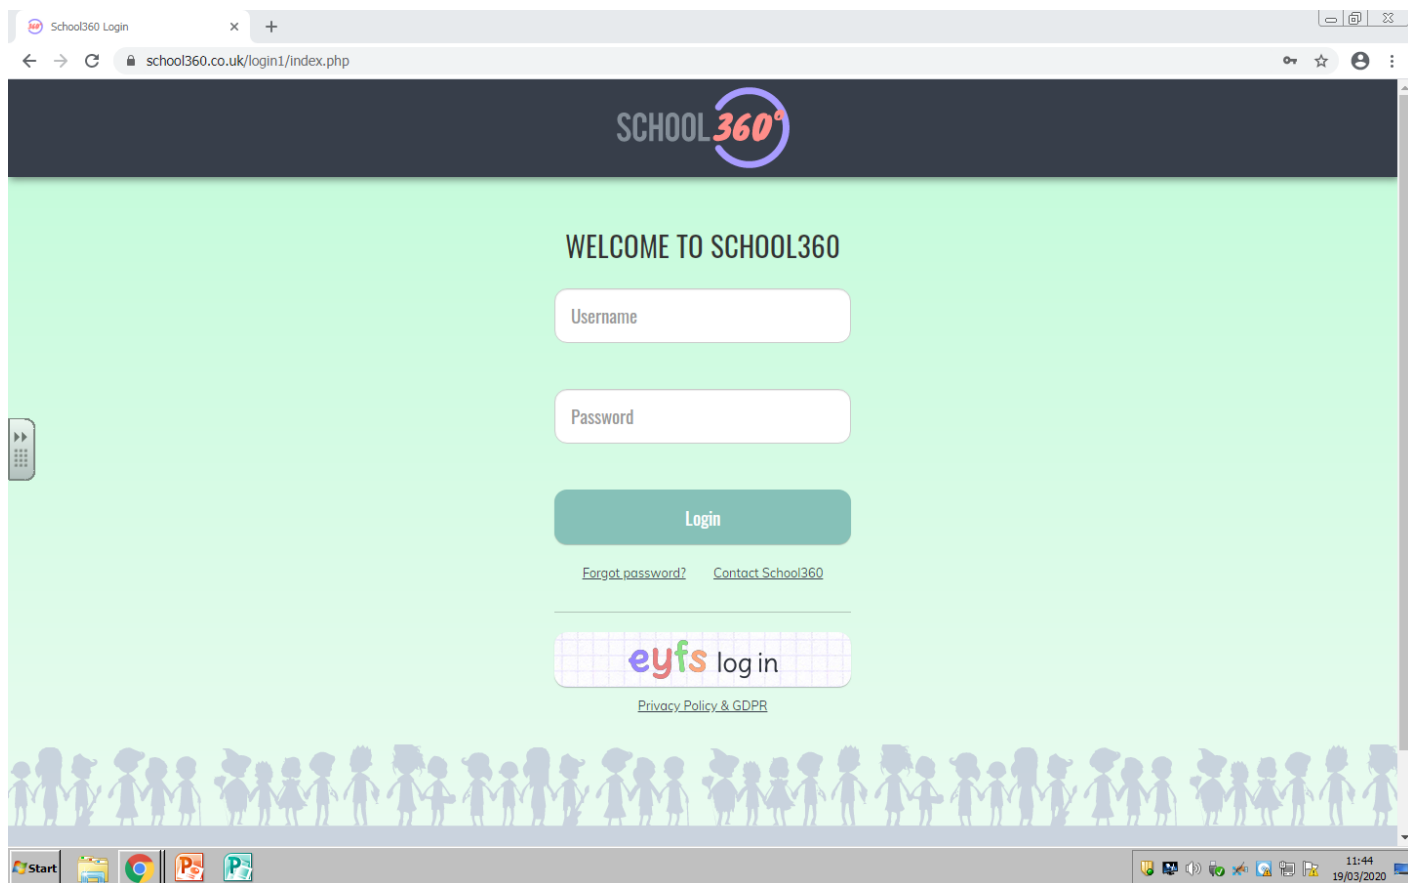 School360 Login
school360.co.uk/login1/index.php
SCHOOL 360°
WELCOME TO SCHOOL360
Username
Password
Login
Forgot password? Contact School360
eyfs log in
Privacy Policy & GDPR
Start
11:44
19/03/2020